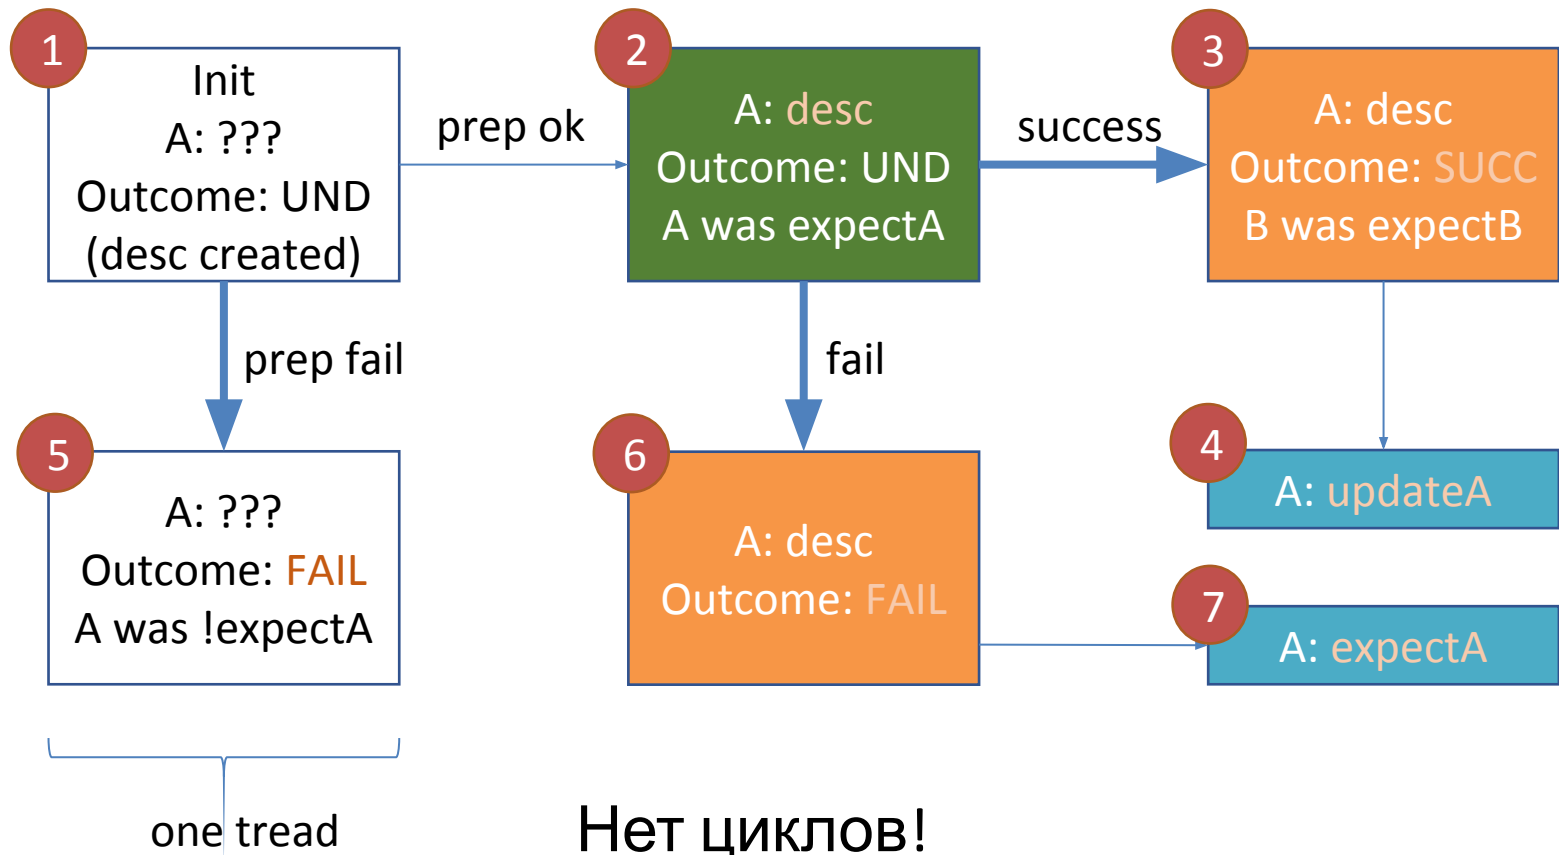 1
Init
A: ???
Outcome: UND
(desc created)
prep ok
2
A: desc
Outcome: UND
A was expectA
success
3
A: desc
Outcome: SUCC
B was expectB
prep fail
fail
5
A: ???
Outcome: FAIL
A was !expectA
6
A: desc
Outcome: FAIL
4
A: updateA
7
A: expectA
one tread
Нет циклов!